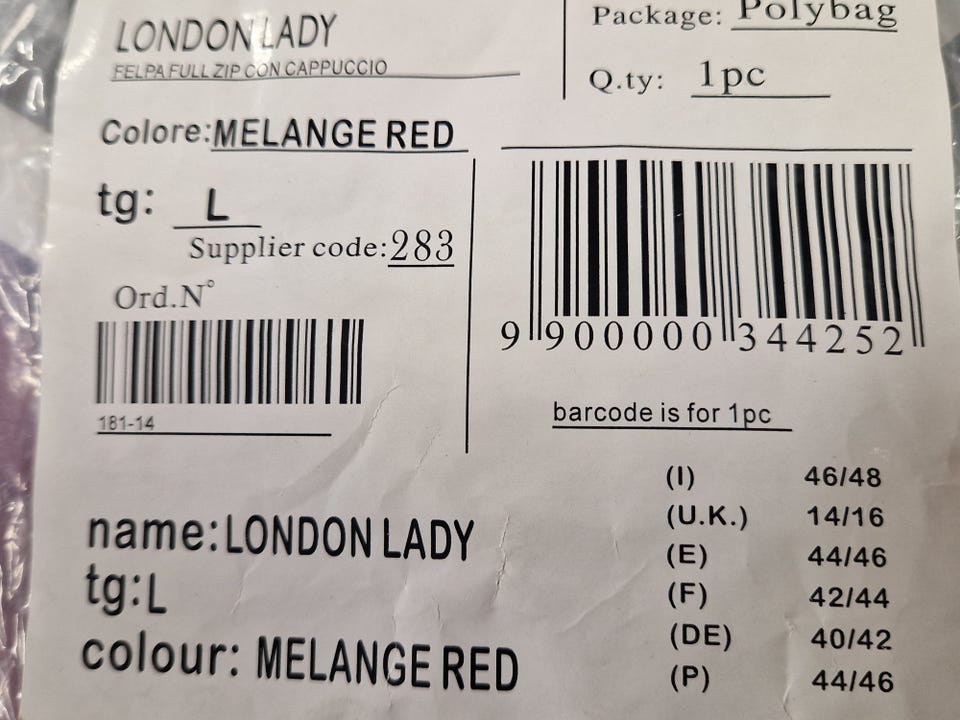 LONDON LADY
FELPA FULL ZIP CON CAPPUCCIO
Package: Polybag
Q.ty: 1pc
Colore:MELANGE RED
tg: L
Supplier code:283
Ord.N°
181-14
9 900000 344252
barcode is for 1pc
name:LONDON LADY
tg:L
colour: MELANGE RED
(I) 46/48
(U.K.) 14/16
(E) 44/46
(F) 42/44
(DE) 40/42
(P) 44/46